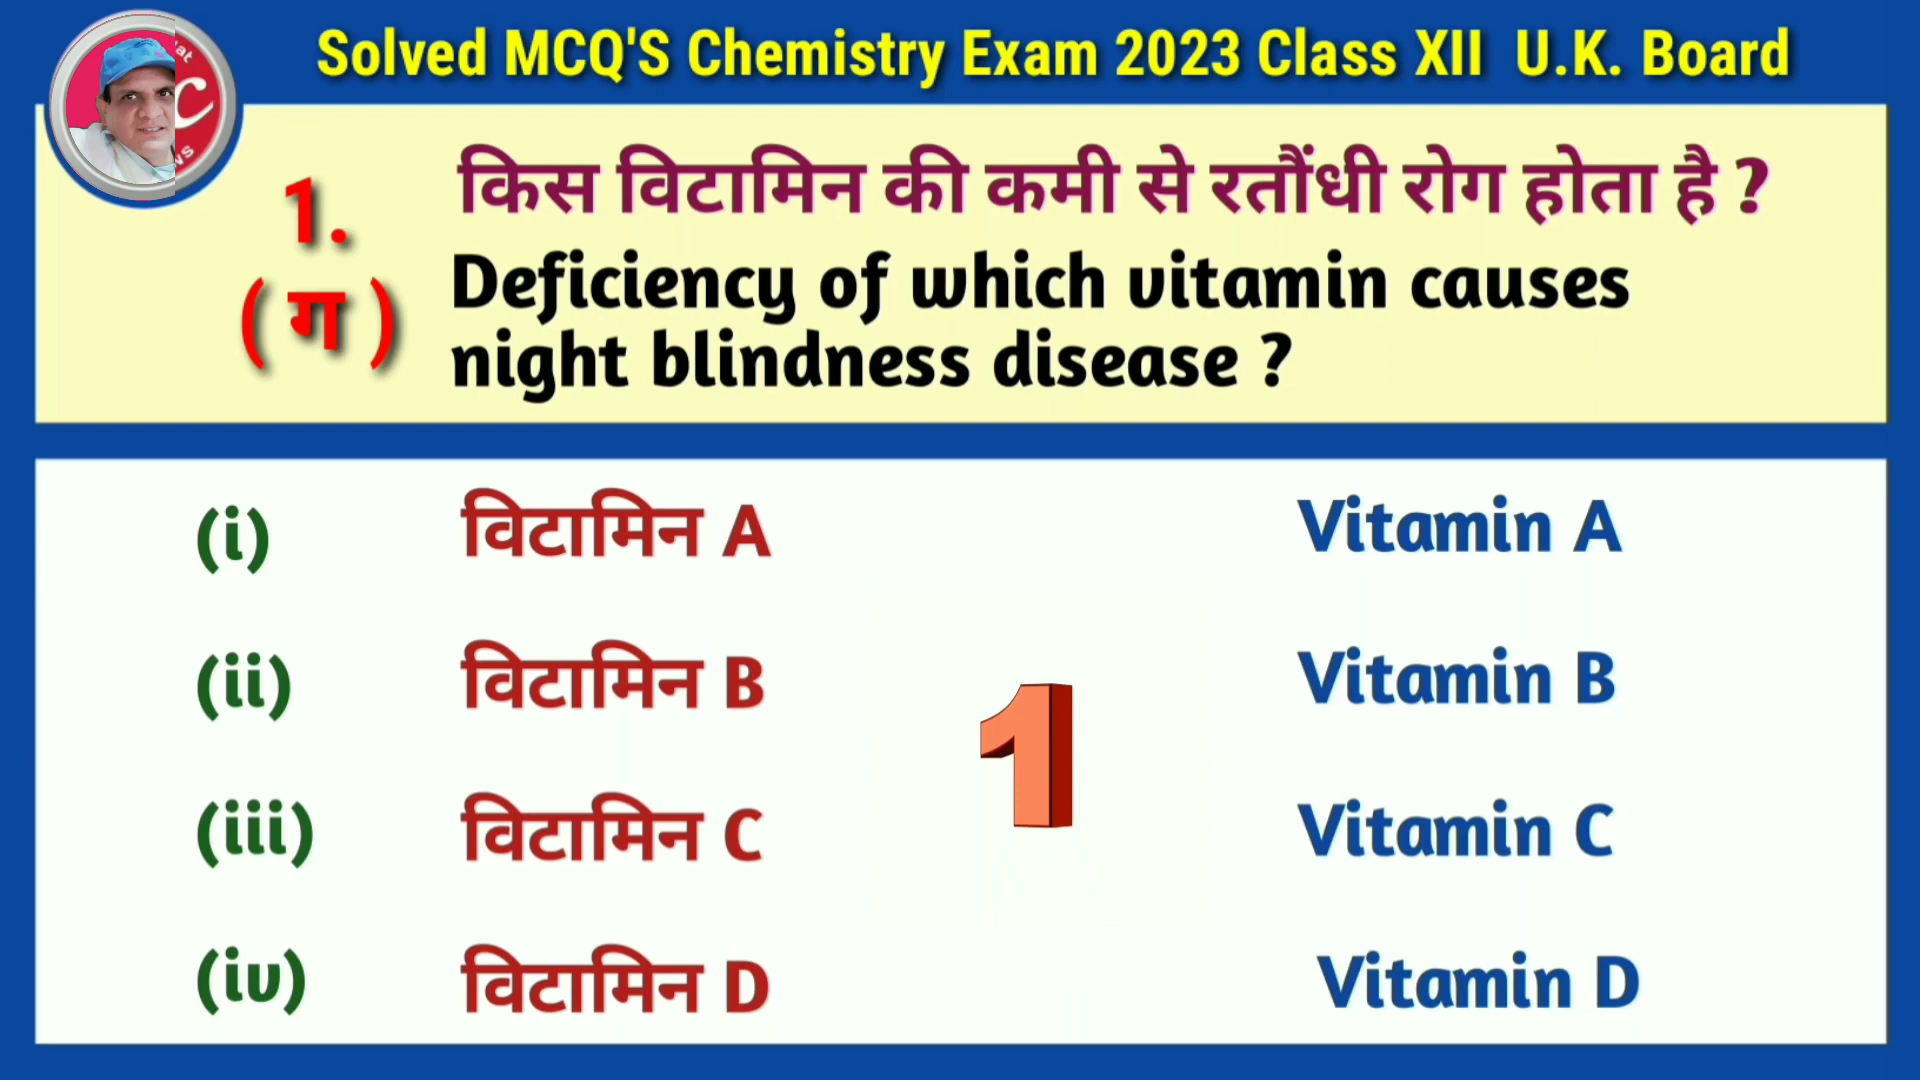 Solved MCQ'S Chemistry Exam 2023 Class XII U.K. Board
1.
( ग )
किस विटामिन की कमी से रतौंधी रोग होता है ?
Deficiency of which vitamin causes
night blindness disease ?
(i) विटामिन A Vitamin A
(ii) विटामिन B Vitamin B
1
(iii) विटामिन C Vitamin C
(iv) विटामिन D Vitamin D